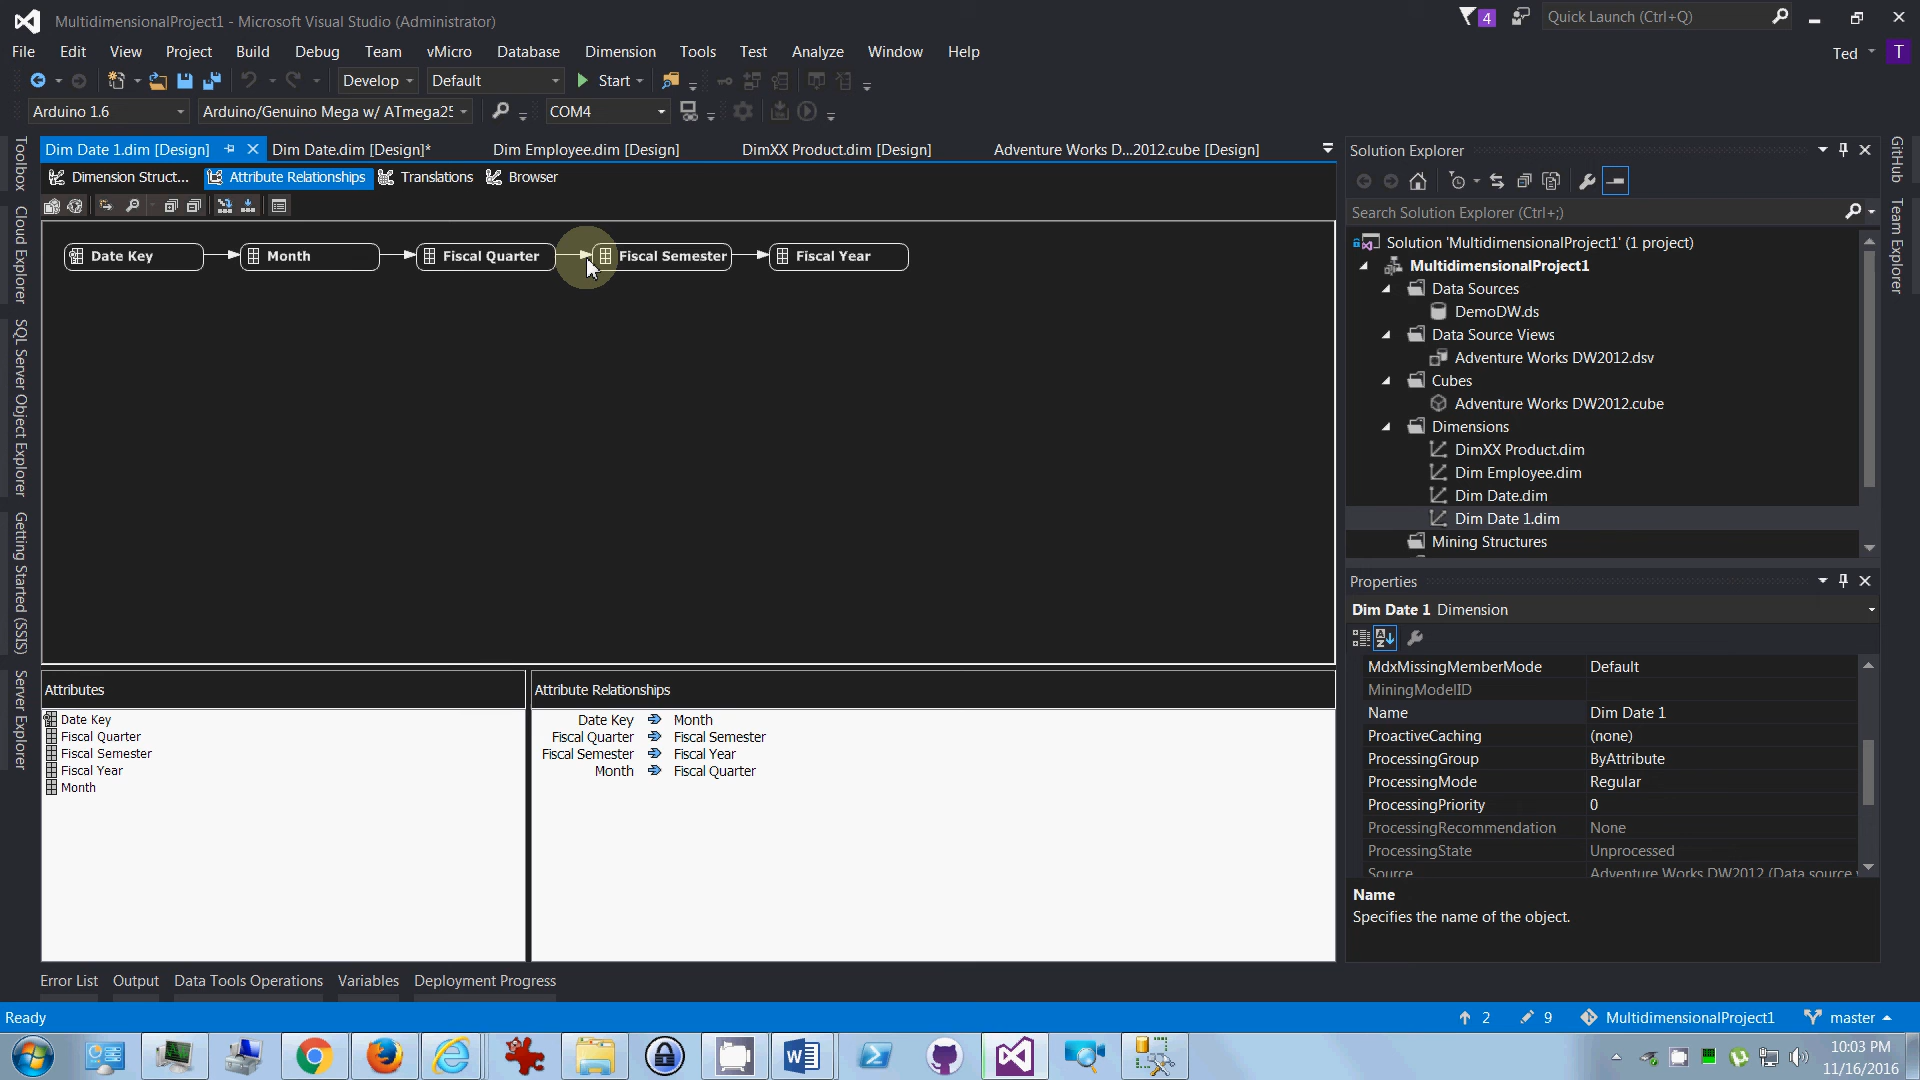 MultidimensionalProject1 - Microsoft Visual Studio (Administrator)
4
Quick Launch (Ctrl+Q)
File Edit View Project Build Debug Team vMicro Database Dimension Tools Test Analyze Window Help
Ted T
Develop Default Start
Arduino 1.6 Arduino/Genuino Mega w/ ATmega25 COM4
Dim Date 1.dim [Design] Dim Date.dim [Design]* Dim Employee.dim [Design] DimXX Product.dim [Design] Adventure Works D...2012.cube [Design]
Dimension Struct... Attribute Relationships Translations Browser
Date Key Month Fiscal Quarter Fiscal Semester Fiscal Year
Toolbox
Cloud Explorer
SQL Server Object Explorer
Getting Started (SSIS)
Server Explorer
Attributes
Date Key
Fiscal Quarter
Fiscal Semester
Fiscal Year
Month
Attribute Relationships
Date Key Month
Fiscal Quarter Fiscal Semester
Fiscal Semester Fiscal Year
Month Fiscal Quarter
Solution Explorer
Search Solution Explorer (Ctrl+;)
Solution 'MultidimensionalProject1' (1 project)
MultidimensionalProject1
Data Sources
DemoDW.ds
Data Source Views
Adventure Works DW2012.dsv
Cubes
Adventure Works DW2012.cube
Dimensions
DimXX Product.dim
Dim Employee.dim
Dim Date.dim
Dim Date 1.dim
Mining Structures
GitHub
Team Explorer
Properties
Dim Date 1 Dimension
MdxMissingMemberMode Default
MiningModelID
Name Dim Date 1
ProactiveCaching (none)
ProcessingGroup ByAttribute
ProcessingMode Regular
ProcessingPriority 0
ProcessingRecommendation None
ProcessingState Unprocessed
Source Adventure Works DW2012 (Data source
Name
Specifies the name of the object.
Error List Output Data Tools Operations Variables Deployment Progress
Ready
2 9 MultidimensionalProject1 master
10:03 PM
11/16/2016